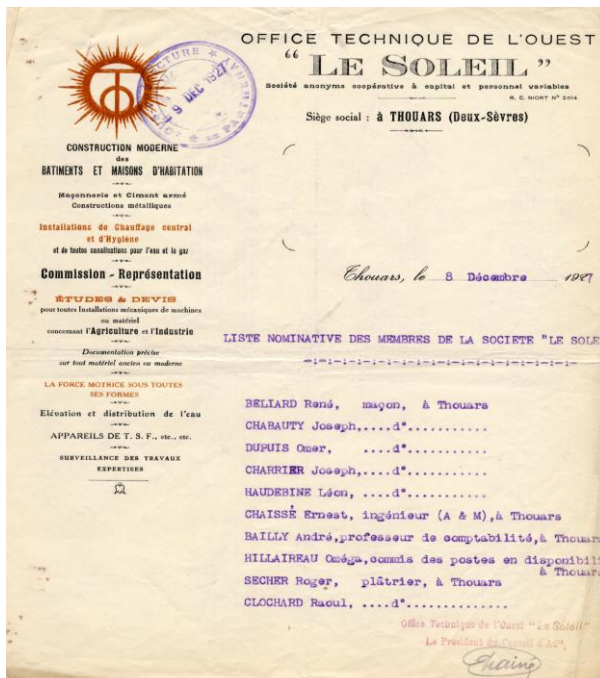 OFFICE TECHNIQUE DE L'OUEST
"LE SOLEIL"
Société anonyme coopérative à capital et personnel variables
R. C. NIORT N° 2014
Siège social : à THOUARS (Deux-Sèvres)
9 DEC 1927
CONSTRUCTION MODERNE
des
BATIMENTS ET MAISONS D'HABITATION
Maçonnerie et Ciment armé
Constructions métalliques
Installations de Chauffage central
et d'Hygiène
et de toutes canalisations pour l'eau et le gaz
Commission - Représentation
ÉTUDES & DEVIS
pour toutes Installations mécaniques de machines
ou matériel
concernant l'Agriculture et l'Industrie
Documentation précise
sur tout matériel ancien ou moderne
LA FORCE MOTRICE SOUS TOUTES
SES FORMES
Elévation et distribution de l'eau
APPAREILS DE T. S. F., etc., etc.
SURVEILLANCE DES TRAVAUX
EXPERTISES
Thouars, le 8 Décembre 1927
LISTE NOMINATIVE DES MEMBRES DE LA SOCIETE "LE SOLE
-:-:-:-:-:-:-:-:-:-:-:-:-:-:-:-:-:-:-
BELIARD René, maçon, à Thouars
CHABAUTY Joseph,....d°...........
DUPUIS Omer, ....d°...........
CHARRIER Joseph,....d°...........
HAUDEBINE Léon, ....d°...........
CHAISSÉ Ernest, ingénieur (A & M),à Thouars
BAILLY André,professeur de comptabilité,à Thouar
HILLAIREAU Oméga,commis des postes en disponibili
à Thouar
SECHER Roger, plâtrier, à Thouars
CLOCHARD Raoul, ....d°..............
Office Technique de l'Ouest "Le Soleil"
Le Président du Conseil d'Ad°ⁿ